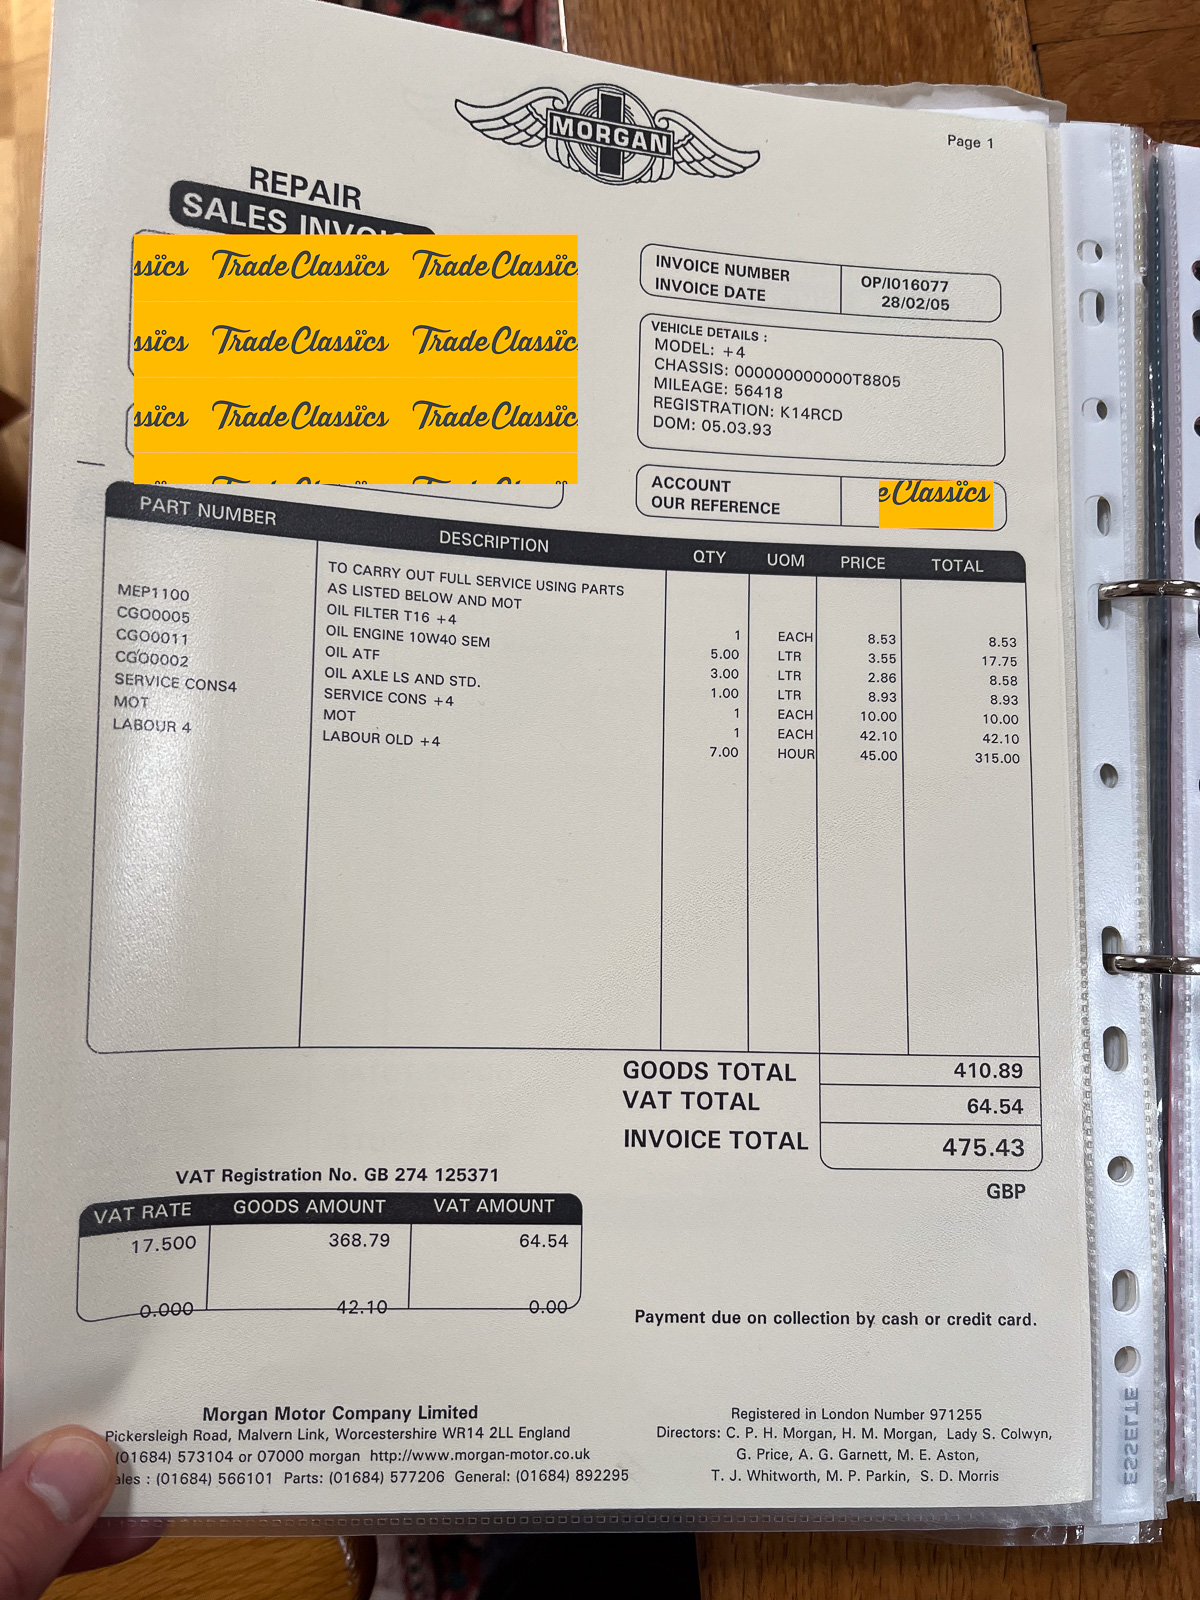 MORGAN
Page 1
REPAIR
SALES
TradeClassics TradeClassics
TradeClassics TradeClassics
TradeClassics TradeClassics
INVOICE NUMBER OP/I016077
INVOICE DATE 28/02/05
VEHICLE DETAILS :
MODEL: +4
CHASSIS: 000000000000T8805
MILEAGE: 56418
REGISTRATION: K14RCD
DOM: 05.03.93
ACCOUNT
OUR REFERENCE
e Classics
PART NUMBER DESCRIPTION QTY UOM PRICE TOTAL
TO CARRY OUT FULL SERVICE USING PARTS
AS LISTED BELOW AND MOT
MEP1100 OIL FILTER T16 +4 1 EACH 8.53 8.53
CGO0005 OIL ENGINE 10W40 SEM 5.00 LTR 3.55 17.75
CGO0011 OIL ATF 3.00 LTR 2.86 8.58
CGO0002 OIL AXLE LS AND STD. 1.00 LTR 8.93 8.93
SERVICE CONS4 SERVICE CONS +4 1 EACH 10.00 10.00
MOT MOT 1 EACH 42.10 42.10
LABOUR 4 LABOUR OLD +4 7.00 HOUR 45.00 315.00
GOODS TOTAL 410.89
VAT TOTAL 64.54
INVOICE TOTAL 475.43
GBP
VAT Registration No. GB 274 125371
VAT RATE GOODS AMOUNT VAT AMOUNT
17.500 368.79 64.54
0.000 42.10 0.00
Payment due on collection by cash or credit card.
Morgan Motor Company Limited
Pickersleigh Road, Malvern Link, Worcestershire WR14 2LL England
(01684) 573104 or 07000 morgan http://www.morgan-motor.co.uk
ales : (01684) 566101 Parts: (01684) 577206 General: (01684) 892295
Registered in London Number 971255
Directors: C. P. H. Morgan, H. M. Morgan, Lady S. Colwyn,
G. Price, A. G. Garnett, M. E. Aston,
T. J. Whitworth, M. P. Parkin, S. D. Morris
ESSELTE